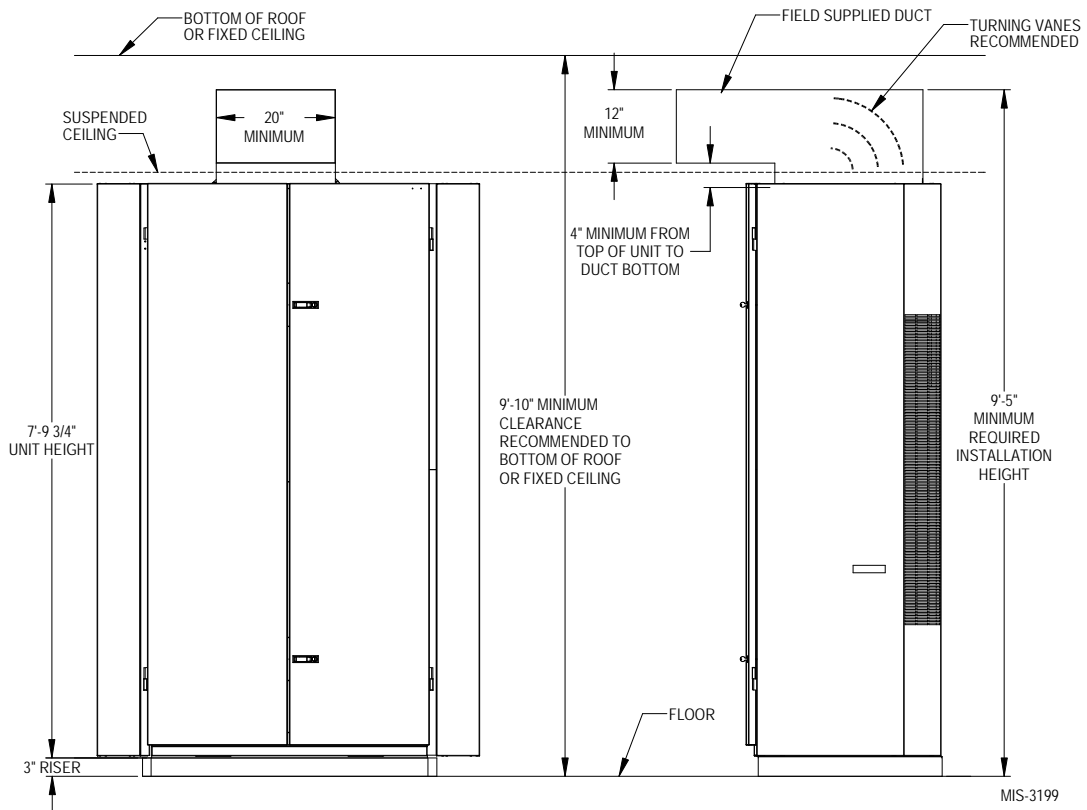 BOTTOM OF ROOF
OR FIXED CEILING
FIELD SUPPLIED DUCT
TURNING VANES
RECOMMENDED
SUSPENDED
CEILING
20"
MINIMUM
12"
MINIMUM
4" MINIMUM FROM
TOP OF UNIT TO
DUCT BOTTOM
7'-9 3/4"
UNIT HEIGHT
9'-10" MINIMUM
CLEARANCE
RECOMMENDED TO
BOTTOM OF ROOF
OR FIXED CEILING
9'-5"
MINIMUM
REQUIRED
INSTALLATION
HEIGHT
FLOOR
3" RISER
MIS-3199